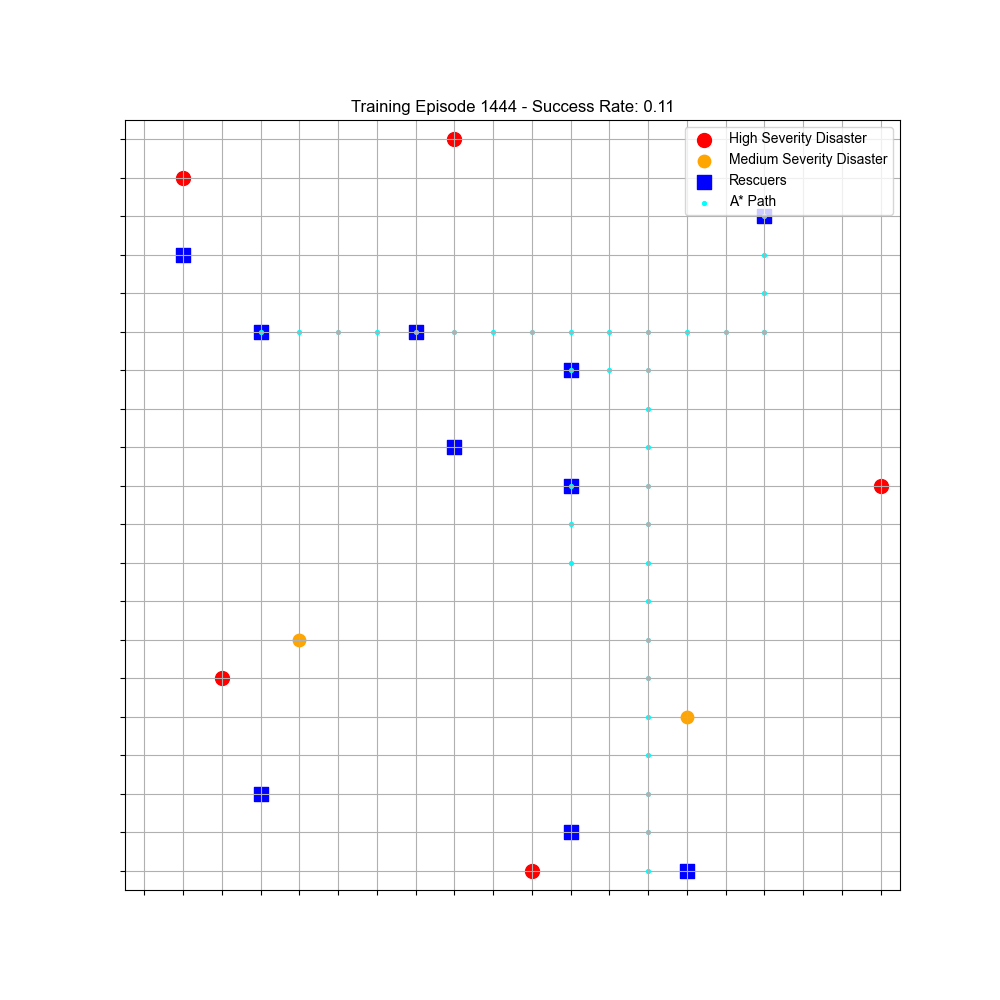 Training Episode 1444 - Success Rate: 0.11
High Severity Disaster
Medium Severity Disaster
Rescuers
A* Path